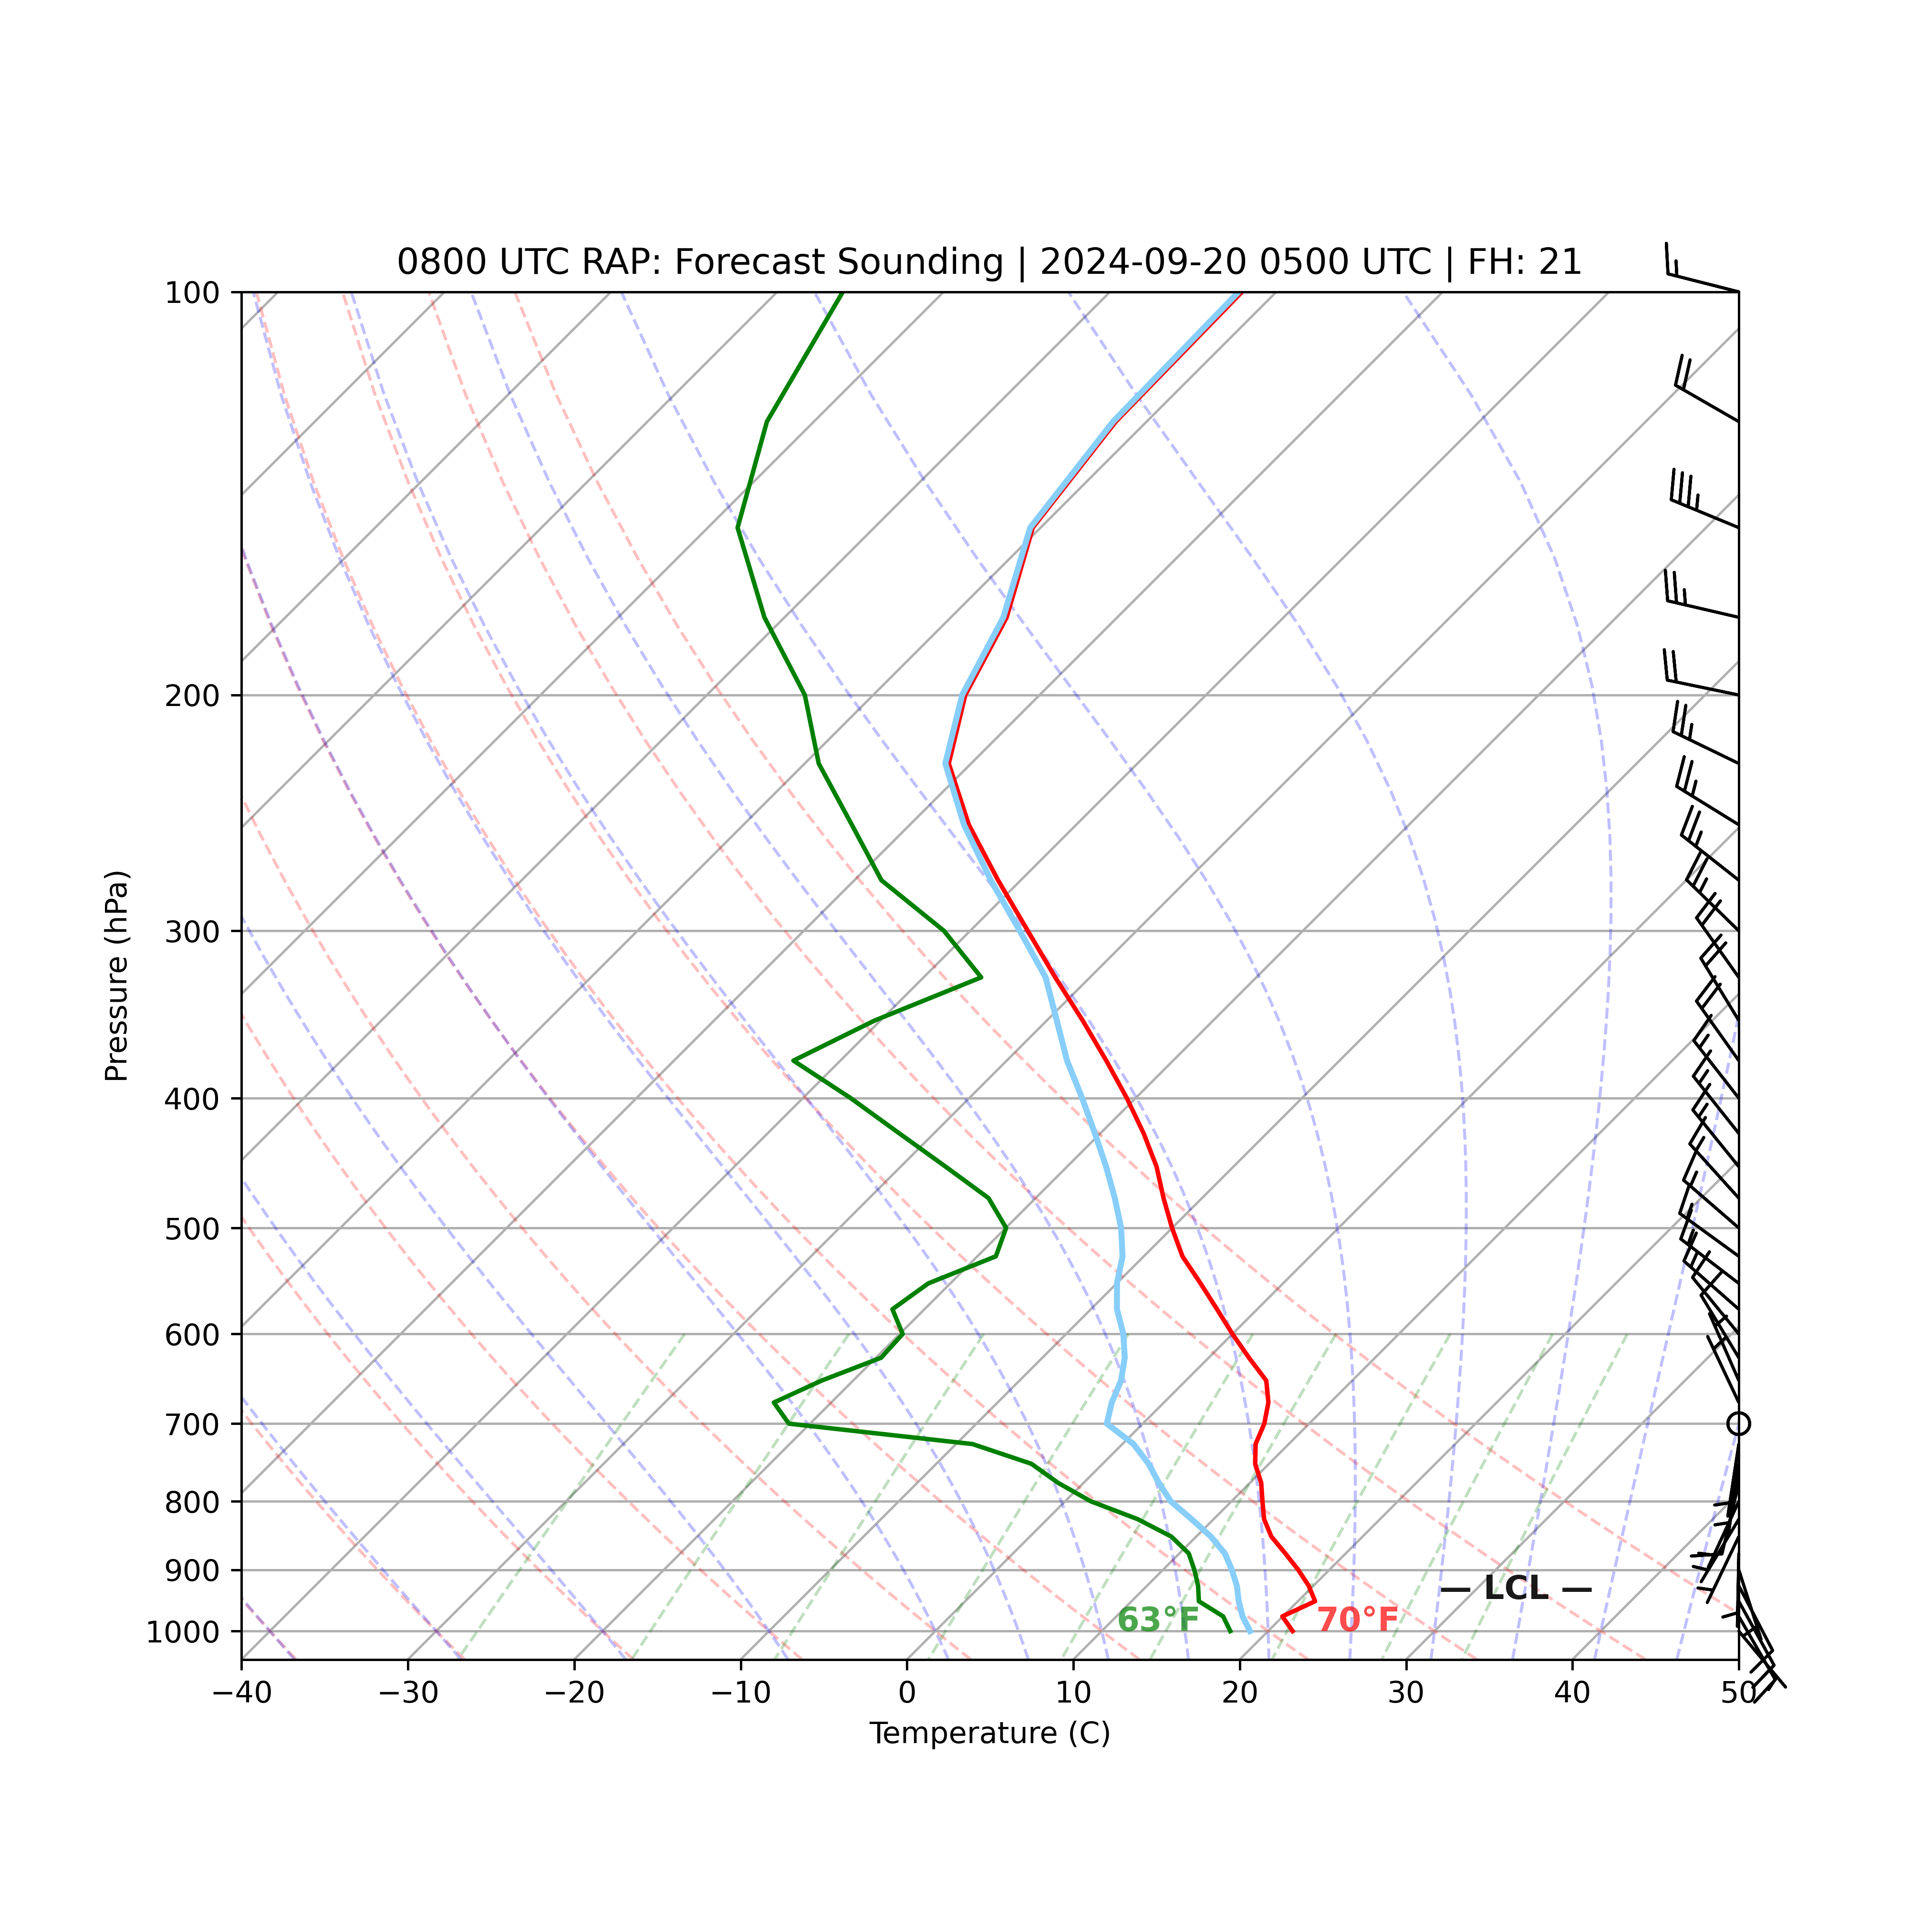 0800 UTC RAP: Forecast Sounding | 2024-09-20 0500 UTC | FH: 21
100
200
300
400
500
600
700
800
900
1000
Pressure (hPa)
— LCL —
63°F
70°F
−40 −30 −20 −10 0 10 20 30 40 50
Temperature (C)